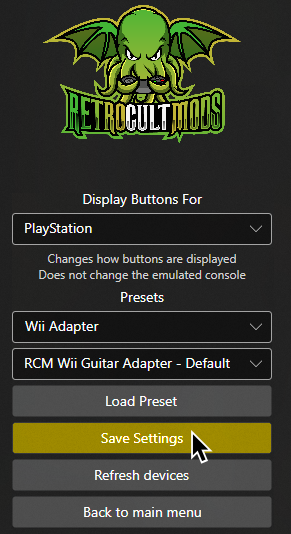 RETROCULTMODS
Display Buttons For
PlayStation
Changes how buttons are displayed
Does not change the emulated console
Presets
Wii Adapter
RCM Wii Guitar Adapter - Default
Load Preset
Save Settings
Refresh devices
Back to main menu